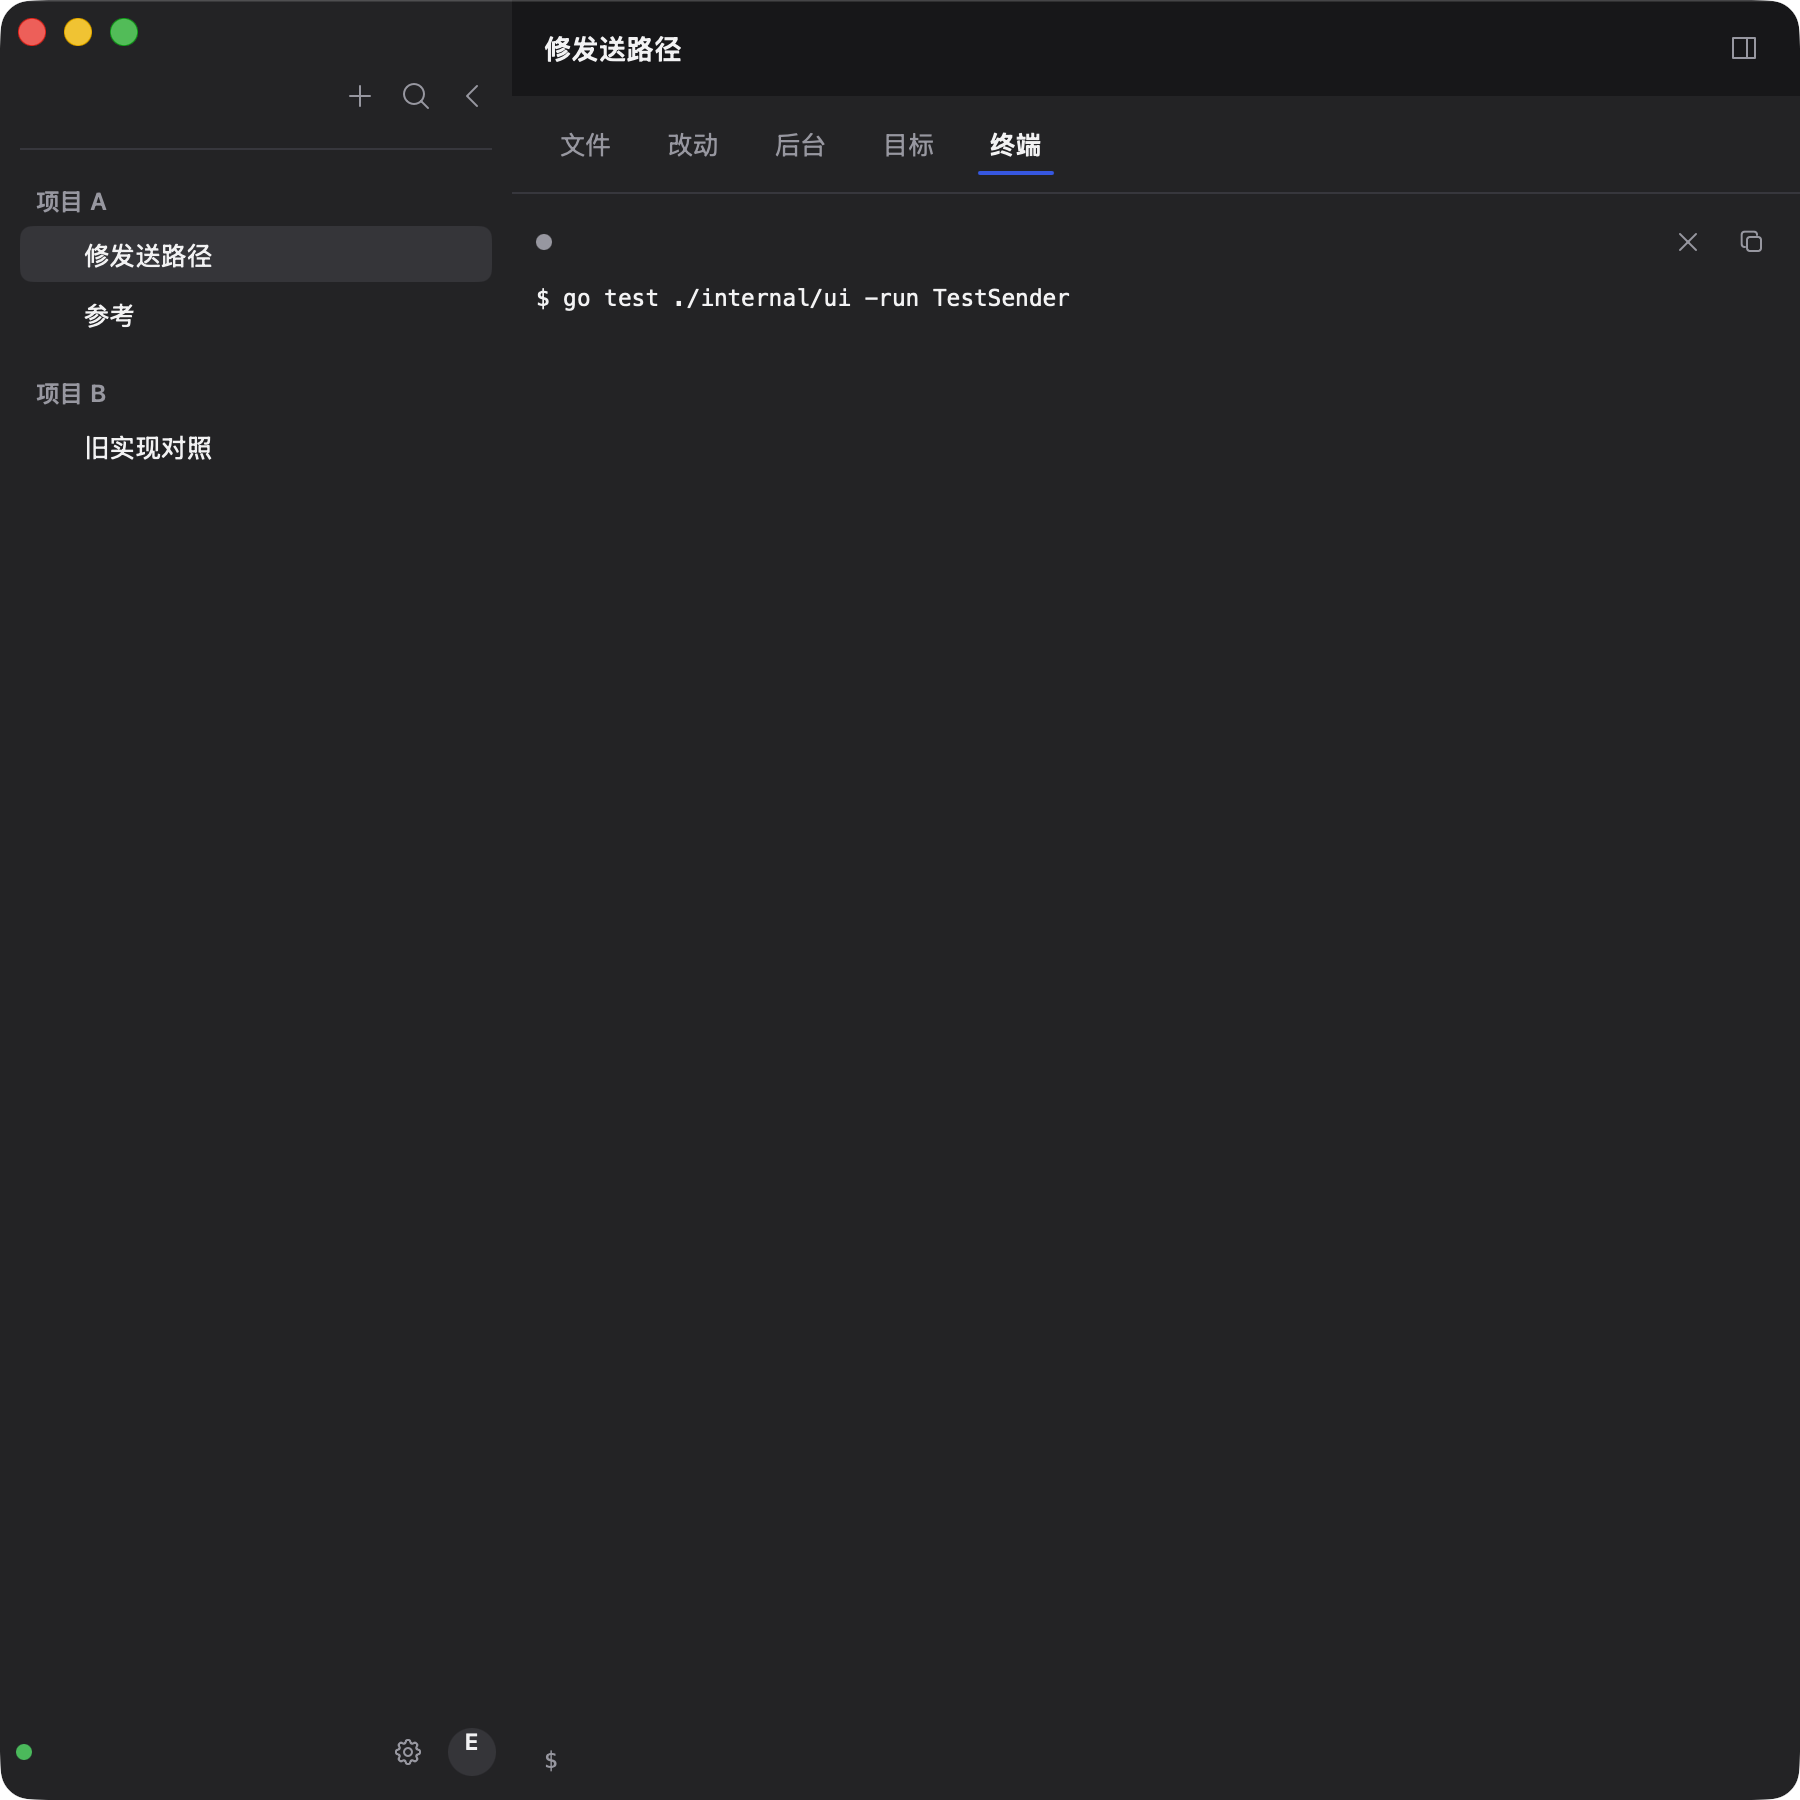 项目 A
修发送路径
参考
项目 B
旧实现对照
E
修发送路径
文件 改动 后台 目标 终端
$ go test ./internal/ui -run TestSender
$